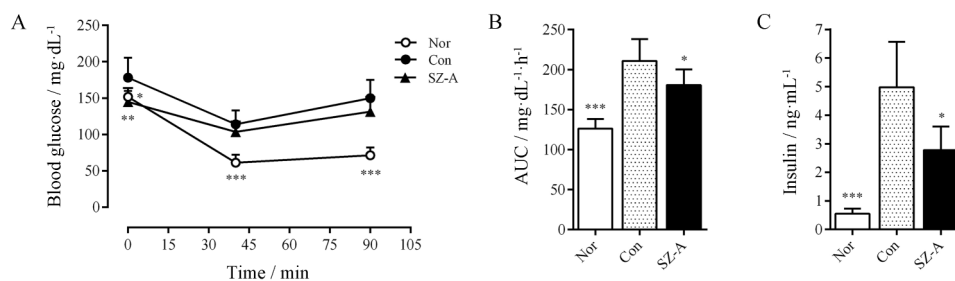 A
Blood glucose / mg·dL⁻¹
250
200
150
100
50
0
0 15 30 45 60 75 90 105
Time / min
Nor
Con
SZ-A
*
**
***
***
B
AUC / mg·dL⁻¹·h⁻¹
250
200
150
100
50
0
***
*
Nor Con SZ-A
C
Insulin / ng·mL⁻¹
7
6
5
4
3
2
1
0
***
*
Nor Con SZ-A